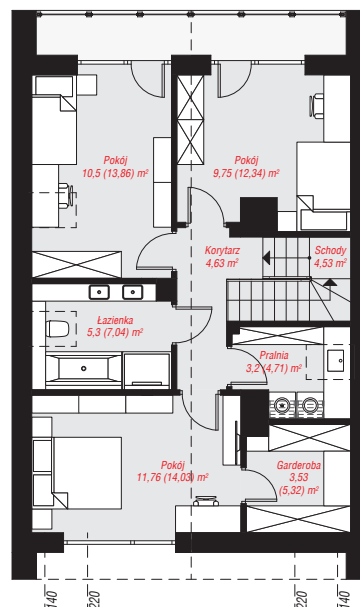 Pokój
10,5 (13,86) m²
Pokój
9,75 (12,34) m²
Korytarz
4,63 m²
Schody
4,53 m²
Łazienka
5,3 (7,04) m²
Pralnia
3,2 (4,71) m²
Pokój
11,76 (14,03) m²
Garderoba
3,53
(5,32) m²
140
220
220
140